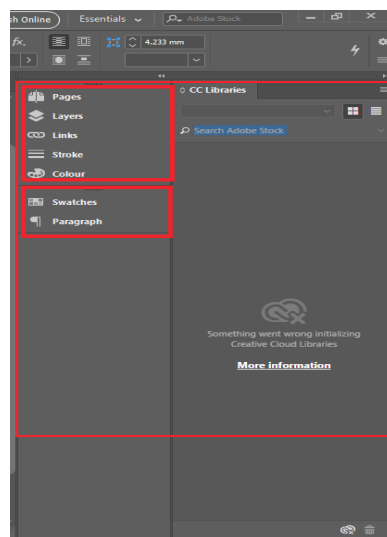 sh Online Essentials Adobe Stock
fx. 4.233 mm
CC Libraries
Pages
Layers
Search Adobe Stock
Links
Stroke
Colour
Swatches
Paragraph
Something went wrong initializing
Creative Cloud Libraries
More information